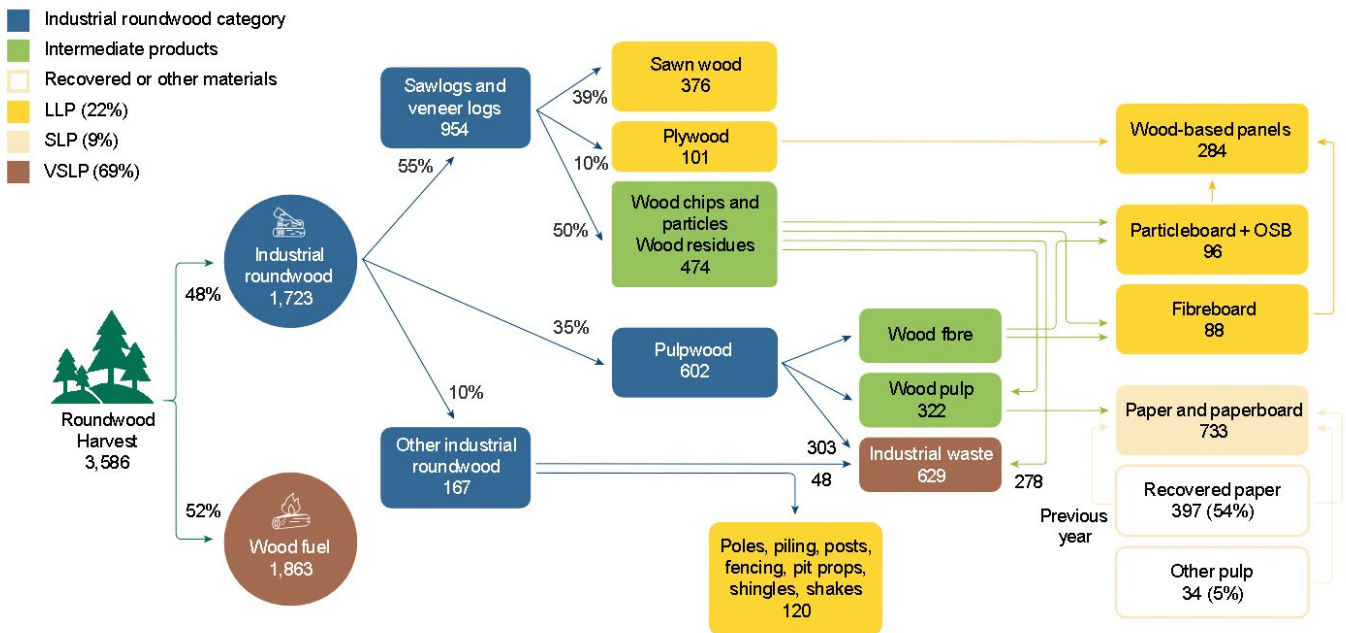 Industrial roundwood category
Intermediate products
Recovered or other materials
LLP (22%)
SLP (9%)
VSLP (69%)
Roundwood
Harvest
3,586
48%
52%
Industrial
roundwood
1,723
Wood fuel
1,863
55%
35%
10%
Sawlogs and
veneer logs
954
39%
10%
50%
Sawn wood
376
Plywood
101
Wood chips and
particles
Wood residues
474
Pulpwood
602
Other industrial
roundwood
167
303
48
278
Wood fbre
Wood pulp
322
Industrial waste
629
Poles, piling, posts,
fencing, pit props,
shingles, shakes
120
Wood-based panels
284
Particleboard + OSB
96
Fibreboard
88
Paper and paperboard
733
Previous
year
Recovered paper
397 (54%)
Other pulp
34 (5%)